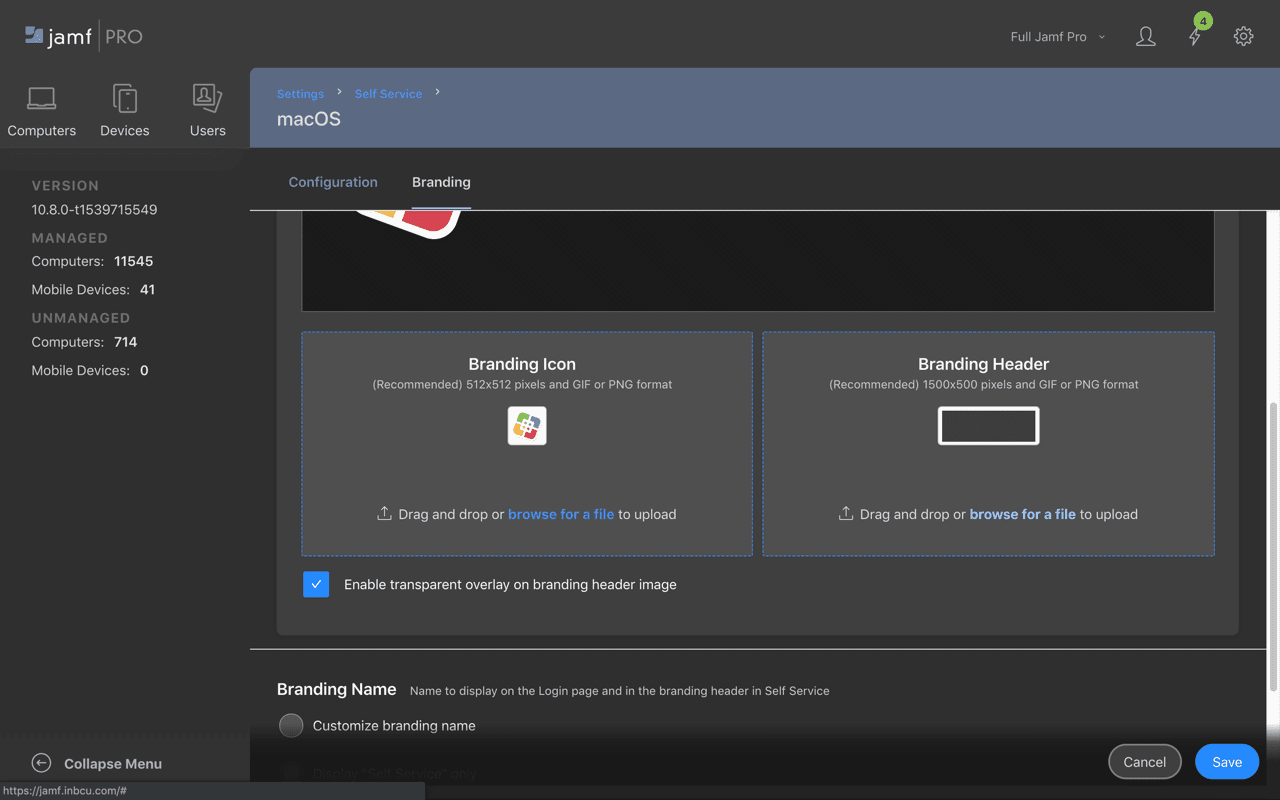 jamf PRO
Full Jamf Pro
4
Computers
Devices
Users
Settings
Self Service
macOS
Configuration
Branding
VERSION
10.8.0-t1539715549
MANAGED
Computers: 11545
Mobile Devices: 41
UNMANAGED
Computers: 714
Mobile Devices: 0
Branding Icon
(Recommended) 512x512 pixels and GIF or PNG format
Drag and drop or browse for a file to upload
Branding Header
(Recommended) 1500x500 pixels and GIF or PNG format
Drag and drop or browse for a file to upload
Enable transparent overlay on branding header image
Branding Name Name to display on the Login page and in the branding header in Self Service
Customize branding name
Display "Self Service" only
Cancel
Save
Collapse Menu
https://jamf.inbcu.com/#